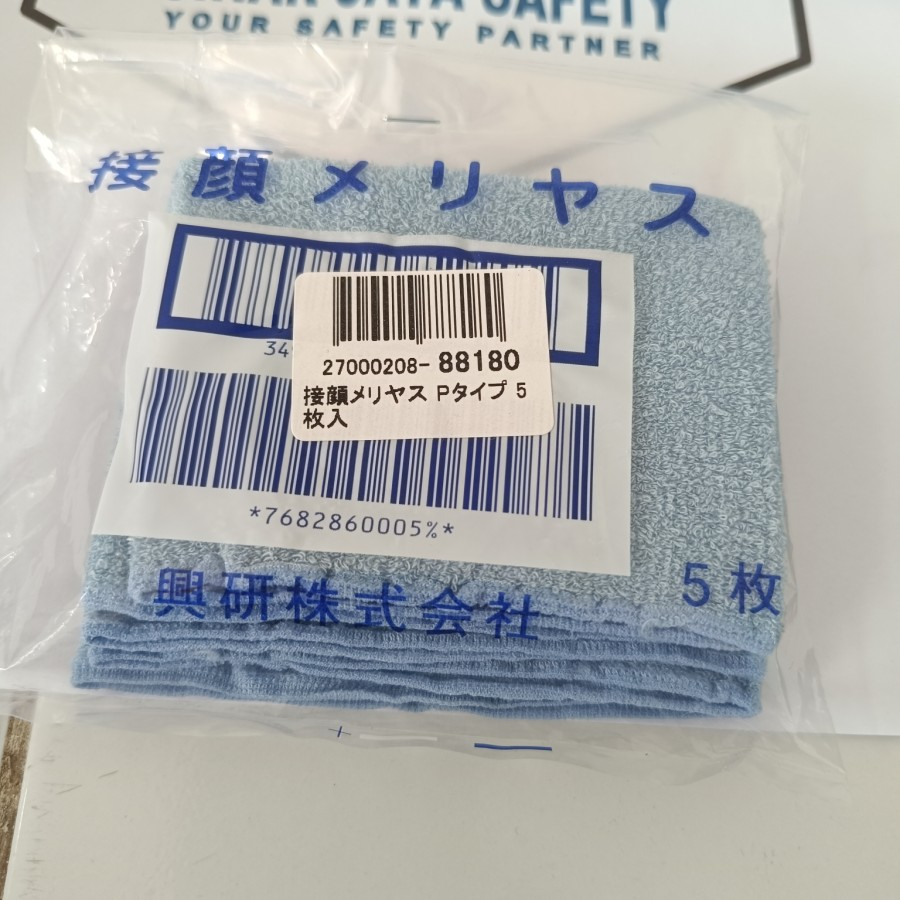 SAFETY
YOUR SAFETY PARTNER
接顔メリヤス
34
27000208-88180
接顔メリヤス Pタイプ 5
枚入
*7682860005%*
興研株式会社
5枚